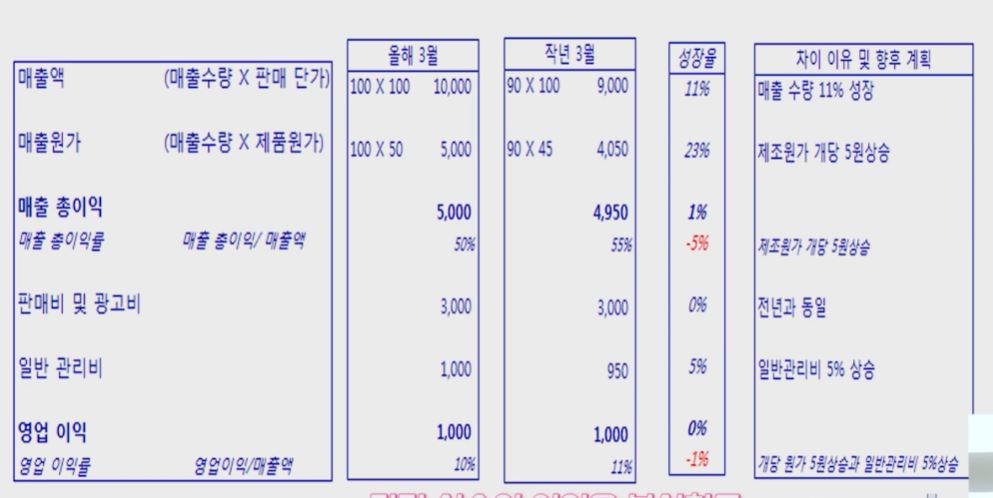 올해 3월 작년 3월 성장율 차이 이유 및 향후 계획
매출액 (매출수량 X 판매 단가) 100 X 100 10,000 90 X 100 9,000 11% 매출 수량 11% 성장
매출원가 (매출수량 X 제품원가) 100 X 50 5,000 90 X 45 4,050 23% 제조원가 개당 5원상승
매출 총이익 5,000 4,950 1%
매출 총이익률 매출 총이익/ 매출액 50% 55% -5% 제조원가 개당 5원상승
판매비 및 광고비 3,000 3,000 0% 전년과 동일
일반 관리비 1,000 950 5% 일반관리비 5% 상승
영업 이익 1,000 1,000 0%
영업 이익률 영업이익/매출액 10% 11% -1% 개당 원가 5원상승과 일반관리비 5%상승